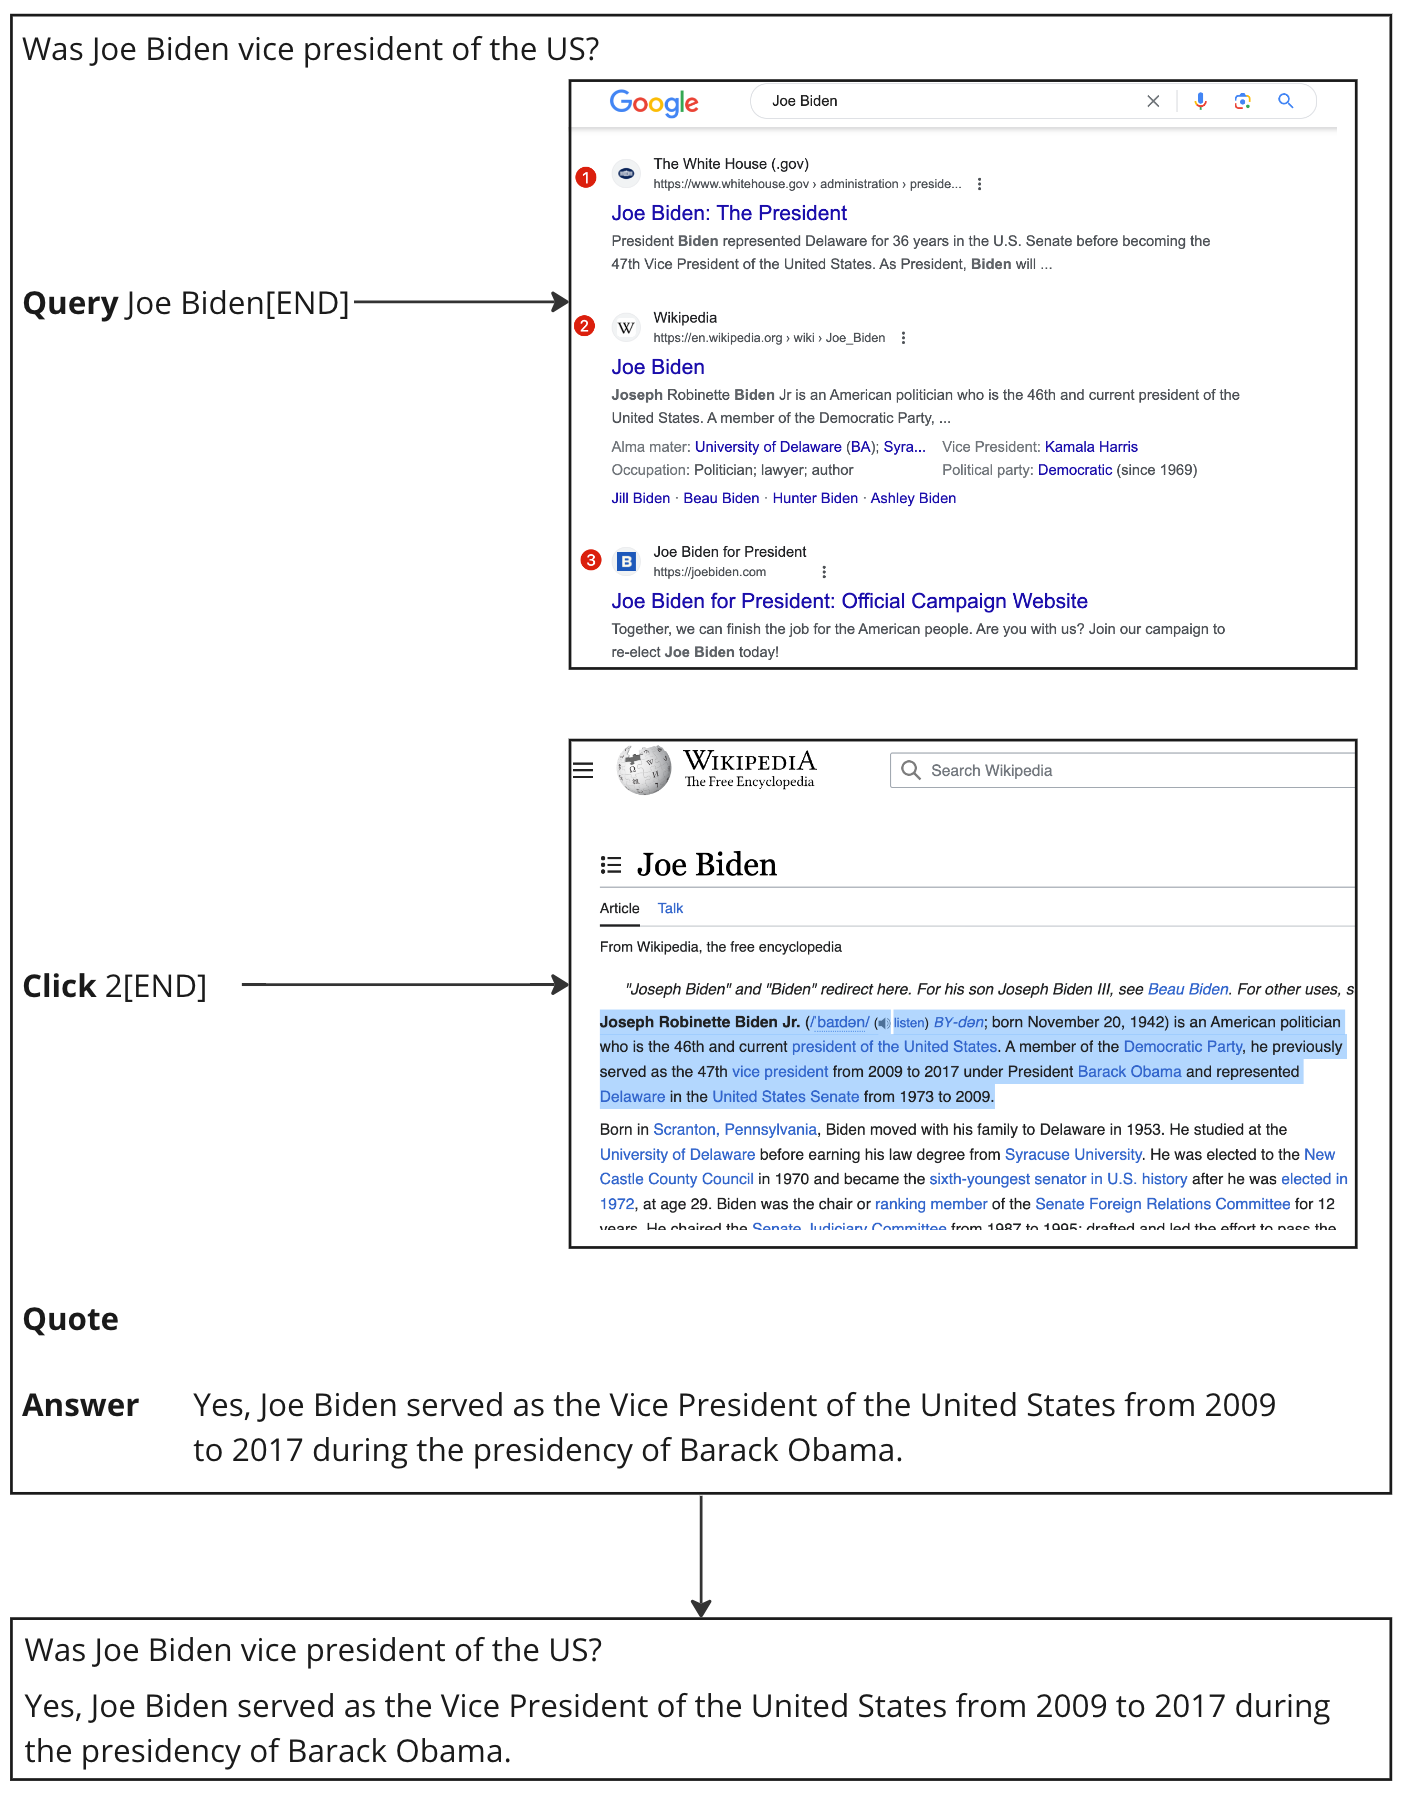 Was Joe Biden vice president of the US?
Google
Joe Biden
1
The White House (.gov)
https://www.whitehouse.gov › administration › preside...
Joe Biden: The President
President Biden represented Delaware for 36 years in the U.S. Senate before becoming the
47th Vice President of the United States. As President, Biden will ...
Query Joe Biden[END]
2
W
Wikipedia
https://en.wikipedia.org › wiki › Joe_Biden
Joe Biden
Joseph Robinette Biden Jr is an American politician who is the 46th and current president of the
United States. A member of the Democratic Party, ...
Alma mater: University of Delaware (BA); Syra... Vice President: Kamala Harris
Occupation: Politician; lawyer; author Political party: Democratic (since 1969)
Jill Biden · Beau Biden · Hunter Biden · Ashley Biden
3
B
Joe Biden for President
https://joebiden.com
Joe Biden for President: Official Campaign Website
Together, we can finish the job for the American people. Are you with us? Join our campaign to
re-elect Joe Biden today!
WIKIPEDIA
The Free Encyclopedia
Search Wikipedia
Joe Biden
Article Talk
From Wikipedia, the free encyclopedia
Click 2[END]
"Joseph Biden" and "Biden" redirect here. For his son Joseph Biden III, see Beau Biden. For other uses, s
Joseph Robinette Biden Jr. (/ˈbaɪdən/ (listen) BY-dən; born November 20, 1942) is an American politician
who is the 46th and current president of the United States. A member of the Democratic Party, he previously
served as the 47th vice president from 2009 to 2017 under President Barack Obama and represented
Delaware in the United States Senate from 1973 to 2009.
Born in Scranton, Pennsylvania, Biden moved with his family to Delaware in 1953. He studied at the
University of Delaware before earning his law degree from Syracuse University. He was elected to the New
Castle County Council in 1970 and became the sixth-youngest senator in U.S. history after he was elected in
1972, at age 29. Biden was the chair or ranking member of the Senate Foreign Relations Committee for 12
years. He chaired the Senate Judiciary Committee from 1987 to 1995; drafted and led the effort to pass the
Quote
Answer Yes, Joe Biden served as the Vice President of the United States from 2009
to 2017 during the presidency of Barack Obama.
Was Joe Biden vice president of the US?
Yes, Joe Biden served as the Vice President of the United States from 2009 to 2017 during
the presidency of Barack Obama.